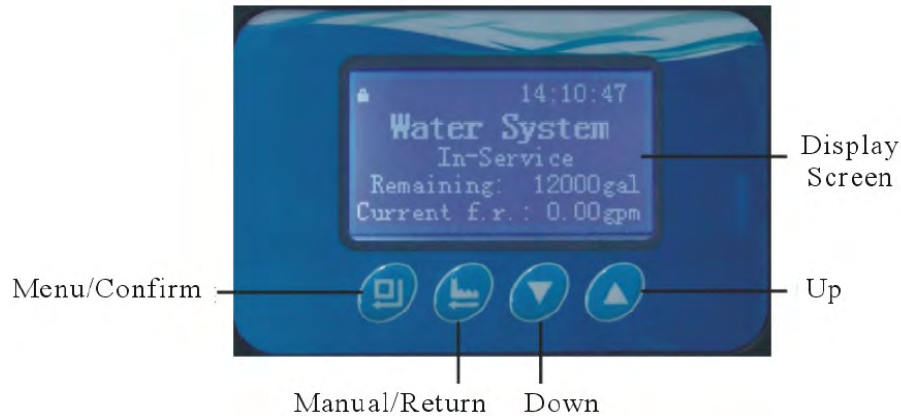 14:10:47
Water System
In-Service
Remaining: 12000gal
Current f.r.: 0.00gpm
Display
Screen
Menu/Confirm
Up
Manual/Return
Down